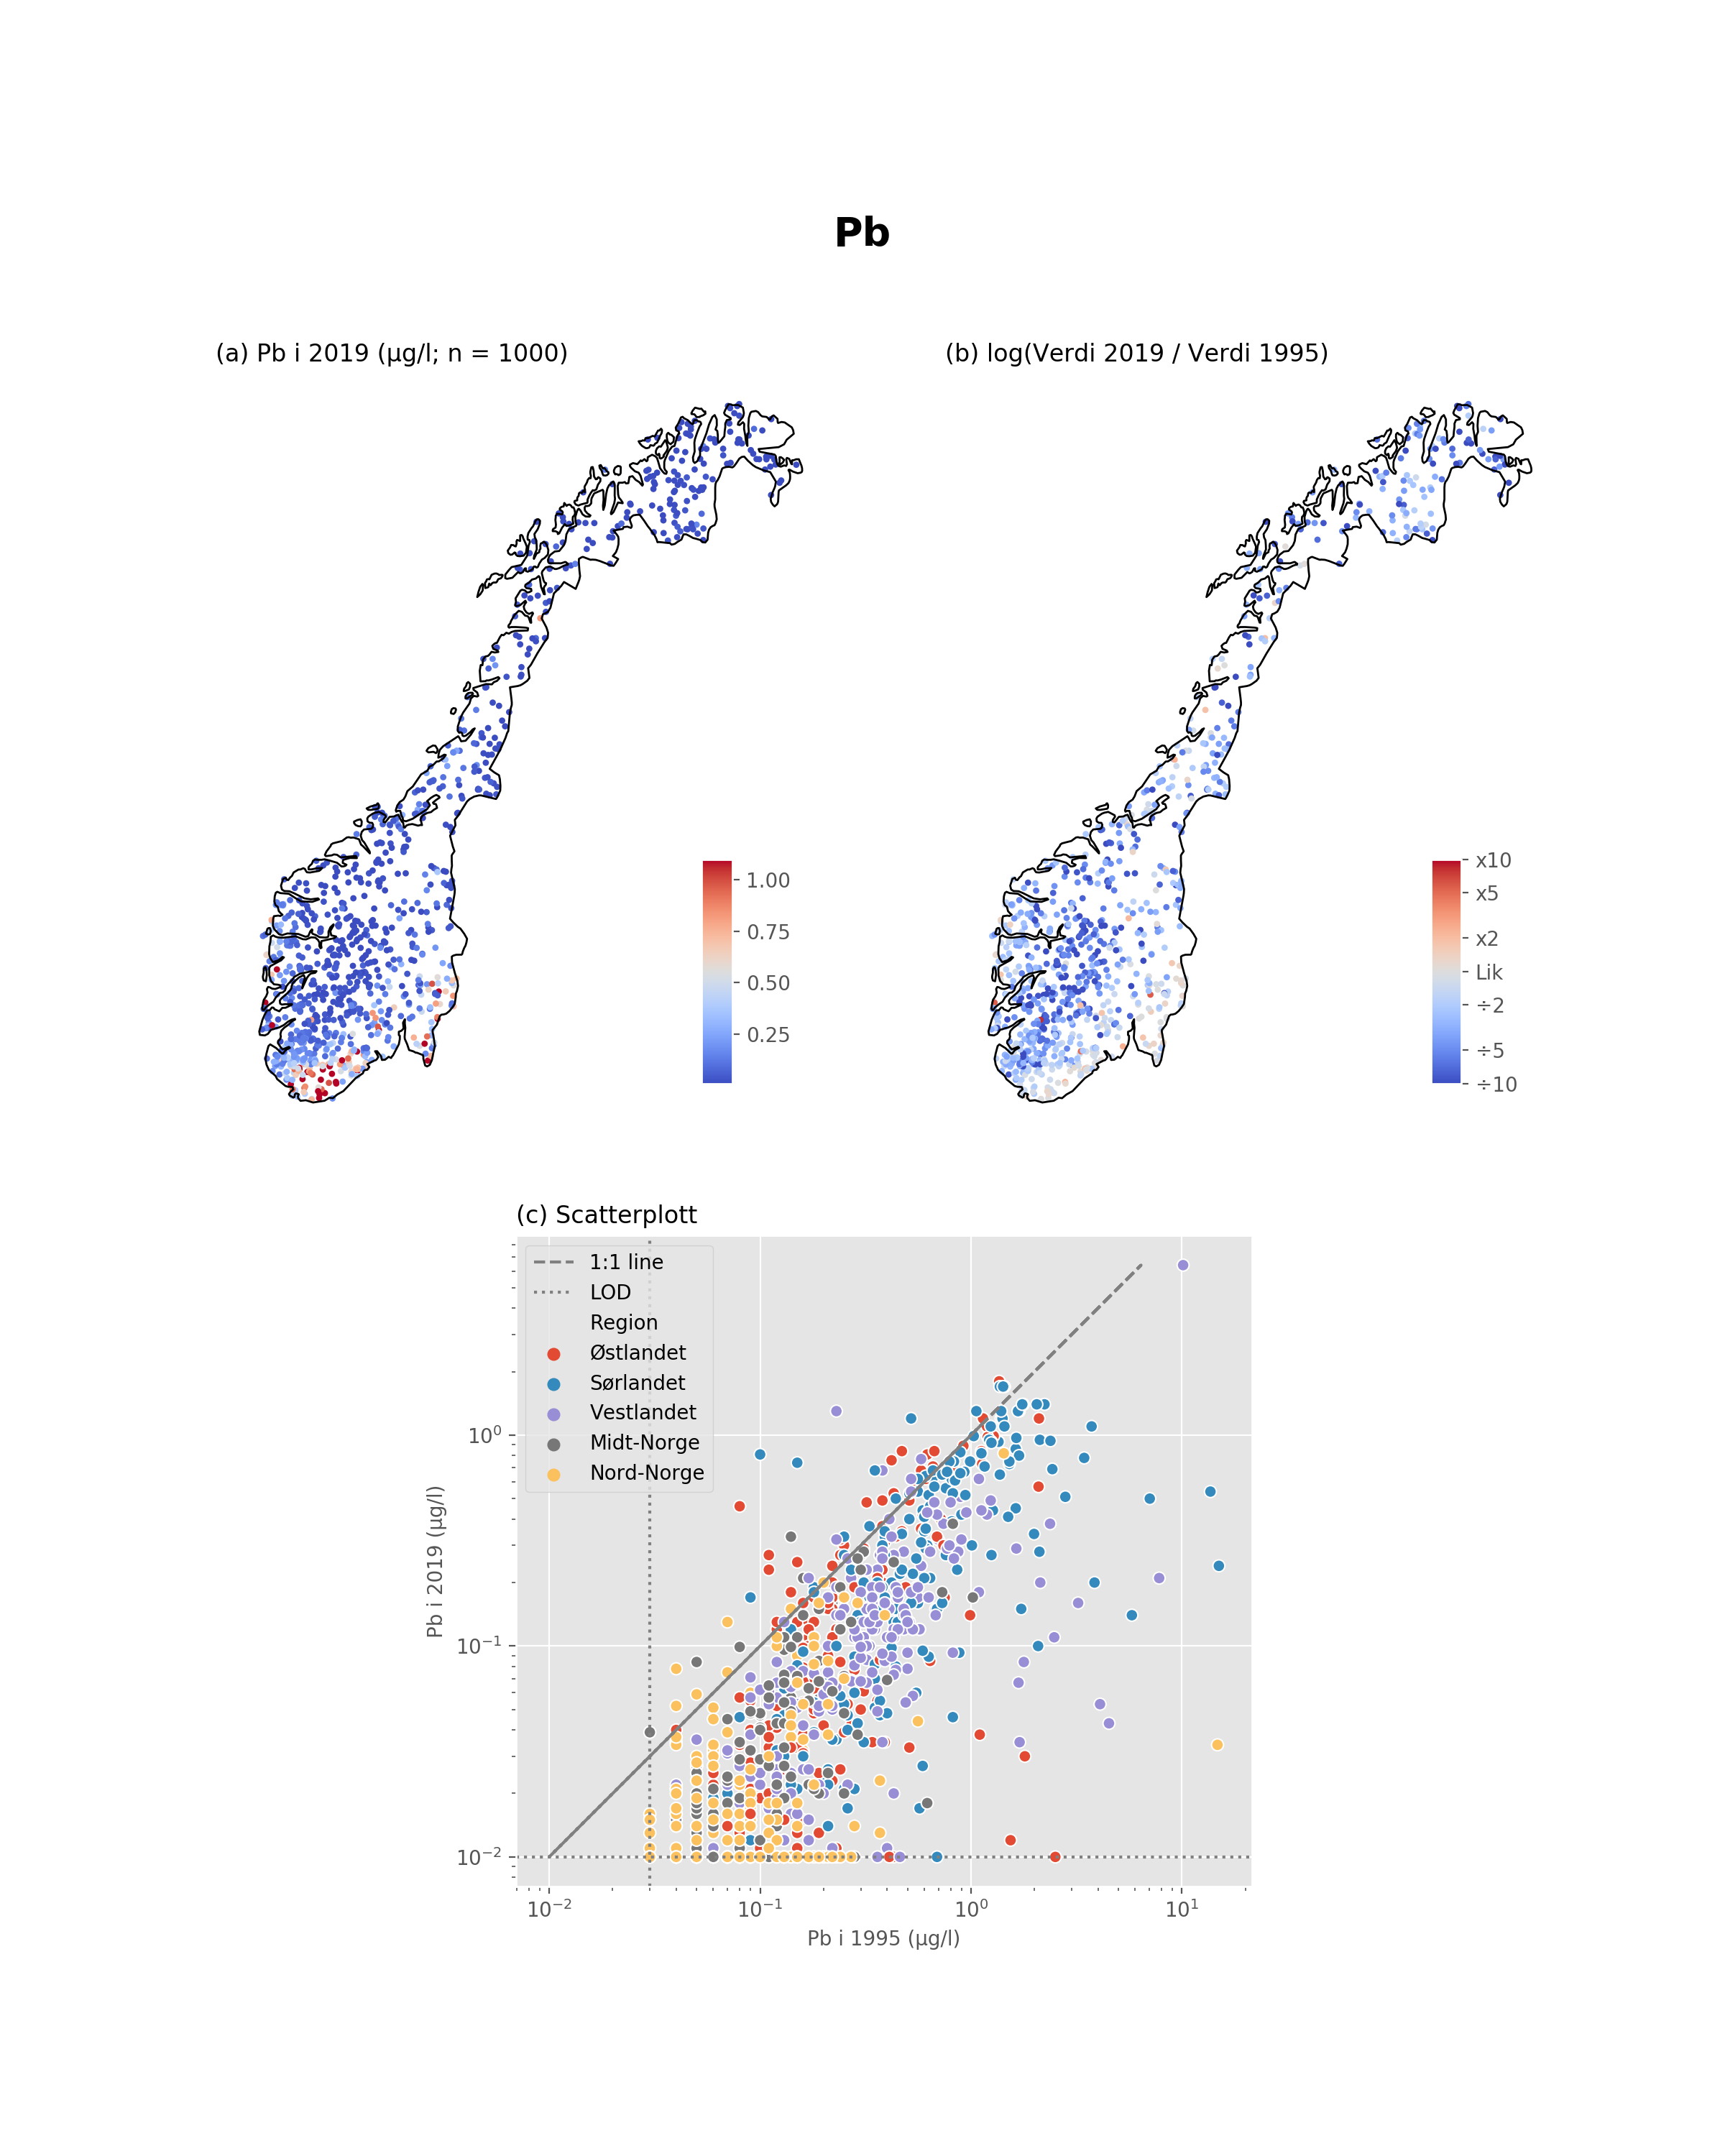 Pb
(a) Pb i 2019 (µg/l; n = 1000)
1.00
0.75
0.50
0.25
(b) log(Verdi 2019 / Verdi 1995)
x10
x5
x2
Lik
÷2
÷5
÷10
(c) Scatterplott
1:1 line
LOD
Region
Østlandet
Sørlandet
Vestlandet
Midt-Norge
Nord-Norge
Pb i 2019 (µg/l)
10⁰
10⁻¹
10⁻²
10⁻² 10⁻¹ 10⁰ 10¹
Pb i 1995 (µg/l)